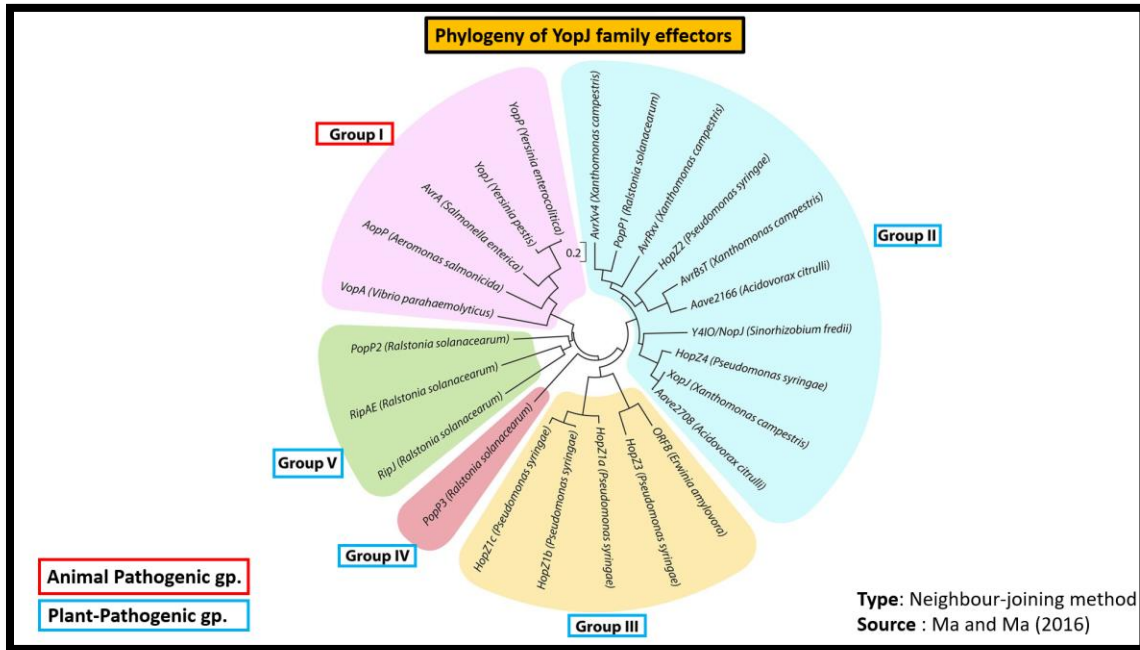 Phylogeny of YopJ family effectors
Group I
YopP (Yersinia enterocolitica)
YopJ (Yersinia pestis)
AvrA (Salmonella enterica)
AopP (Aeromonas salmonicida)
VopA (Vibrio parahaemolyticus)
0.2
AvrXv4 (Xanthomonas campestris)
PopP1 (Ralstonia solanacearum)
AvrRxv (Xanthomonas campestris)
HopZ2 (Pseudomonas syringae)
AvrBsT (Xanthomonas campestris)
Aave2166 (Acidovorax citrulli)
Y4IO/NopJ (Sinorhizobium fredii)
HopZ4 (Pseudomonas syringae)
XopJ (Xanthomonas campestris)
Aave2708 (Acidovorax citrulli)
Group II
PopP2 (Ralstonia solanacearum)
RipAE (Ralstonia solanacearum)
RipJ (Ralstonia solanacearum)
Group V
PopP3 (Ralstonia solanacearum)
Group IV
HopZ1c (Pseudomonas syringae)
HopZ1b (Pseudomonas syringae)
HopZ1a (Pseudomonas syringae)
HopZ3 (Pseudomonas syringae)
ORFB (Erwinia amylovora)
Group III
Animal Pathogenic gp.
Plant-Pathogenic gp.
Type: Neighbour-joining method
Source : Ma and Ma (2016)